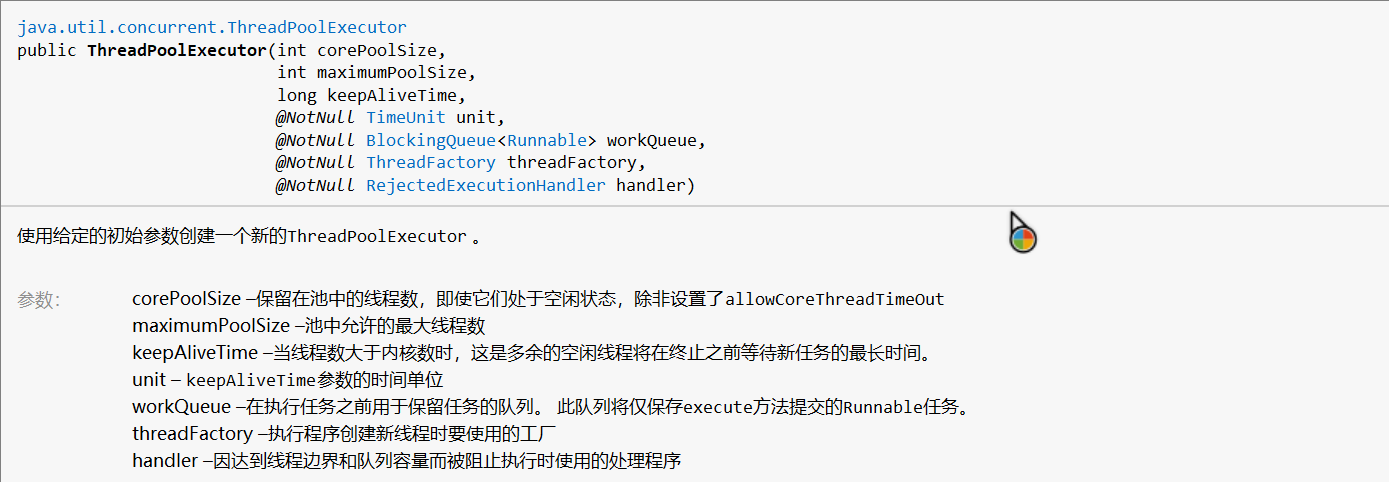 java.util.concurrent.ThreadPoolExecutor
public ThreadPoolExecutor(int corePoolSize,
int maximumPoolSize,
long keepAliveTime,
@NotNull TimeUnit unit,
@NotNull BlockingQueue<Runnable> workQueue,
@NotNull ThreadFactory threadFactory,
@NotNull RejectedExecutionHandler handler)
使用给定的初始参数创建一个新的ThreadPoolExecutor 。
参数: corePoolSize –保留在池中的线程数，即使它们处于空闲状态，除非设置了allowCoreThreadTimeOut
maximumPoolSize –池中允许的最大线程数
keepAliveTime –当线程数大于内核数时，这是多余的空闲线程将在终止之前等待新任务的最长时间。
unit – keepAliveTime参数的时间单位
workQueue –在执行任务之前用于保留任务的队列。 此队列将仅保存execute方法提交的Runnable任务。
threadFactory –执行程序创建新线程时要使用的工厂
handler –因达到线程边界和队列容量而被阻止执行时使用的处理程序